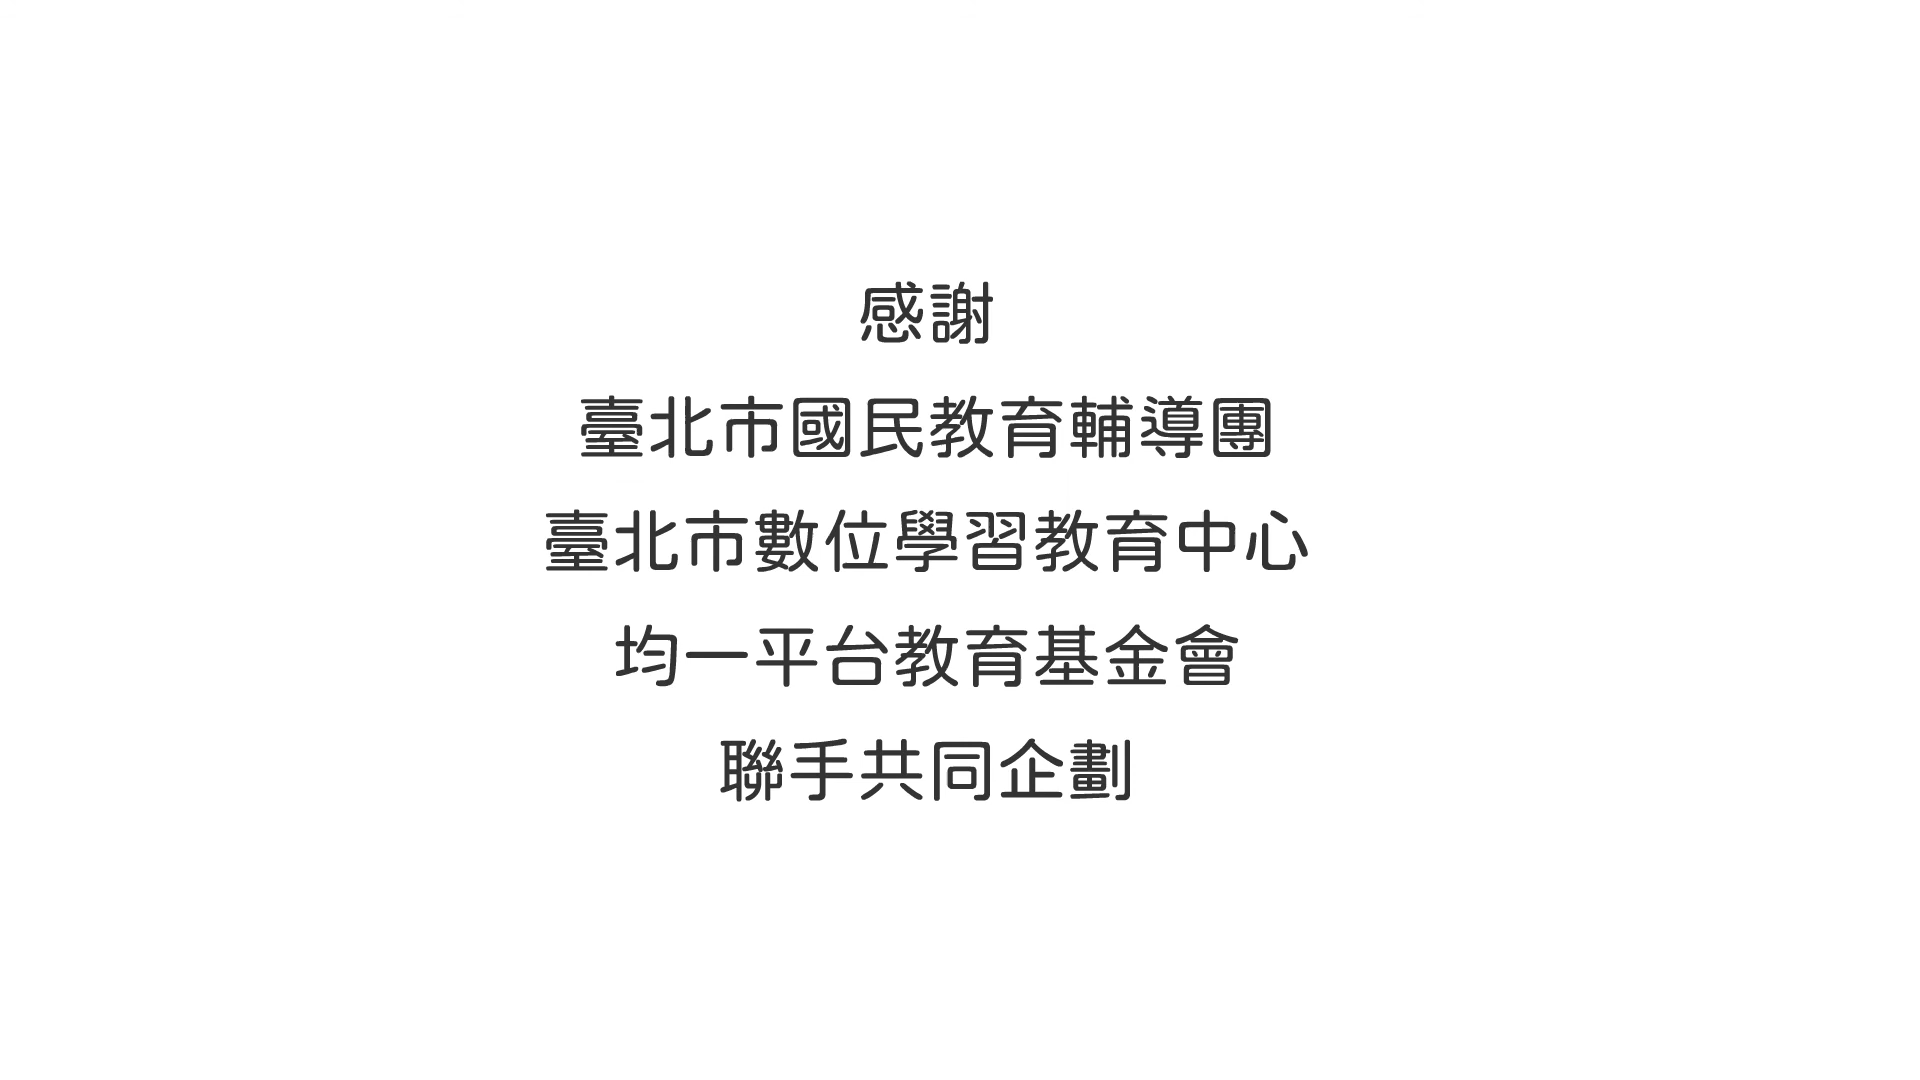 感謝
臺北市國民教育輔導團
臺北市數位學習教育中心
均一平台教育基金會
聯手共同企劃